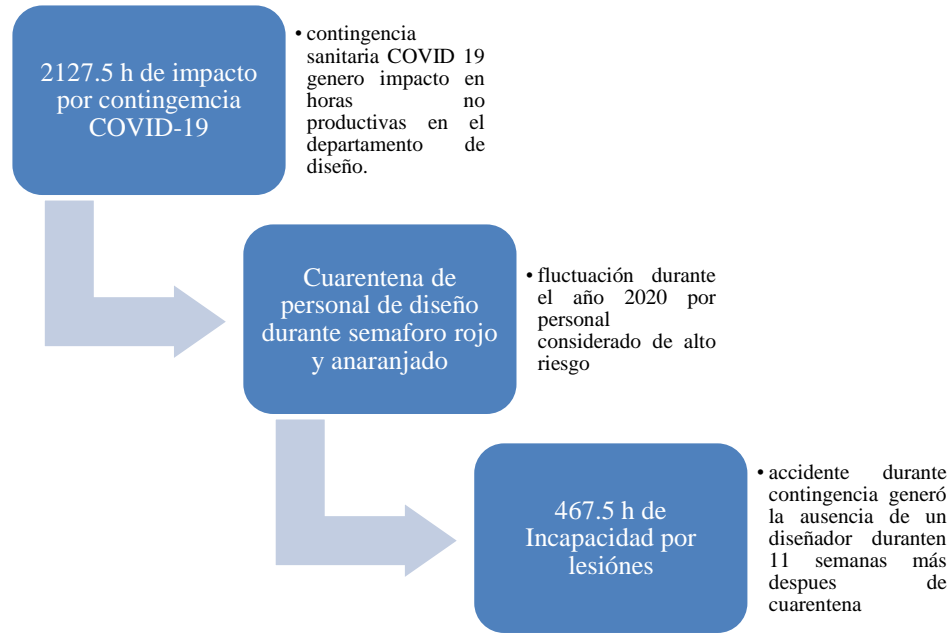 2127.5 h de impacto
por contingemcia
COVID-19
• contingencia
sanitaria COVID 19
genero impacto en
horas no
productivas en el
departamento de
diseño.
Cuarentena de
personal de diseño
durante semaforo rojo
y anaranjado
• fluctuación durante
el año 2020 por
personal
considerado de alto
riesgo
467.5 h de
Incapacidad por
lesiónes
• accidente durante
contingencia generó
la ausencia de un
diseñador duranten
11 semanas más
despues de
cuarentena